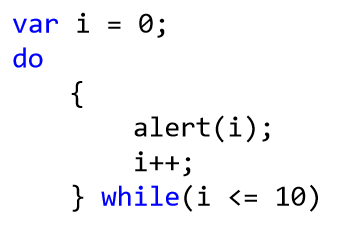 var i = 0;
do
    {
        alert(i);
        i++;
    } while(i <= 10)